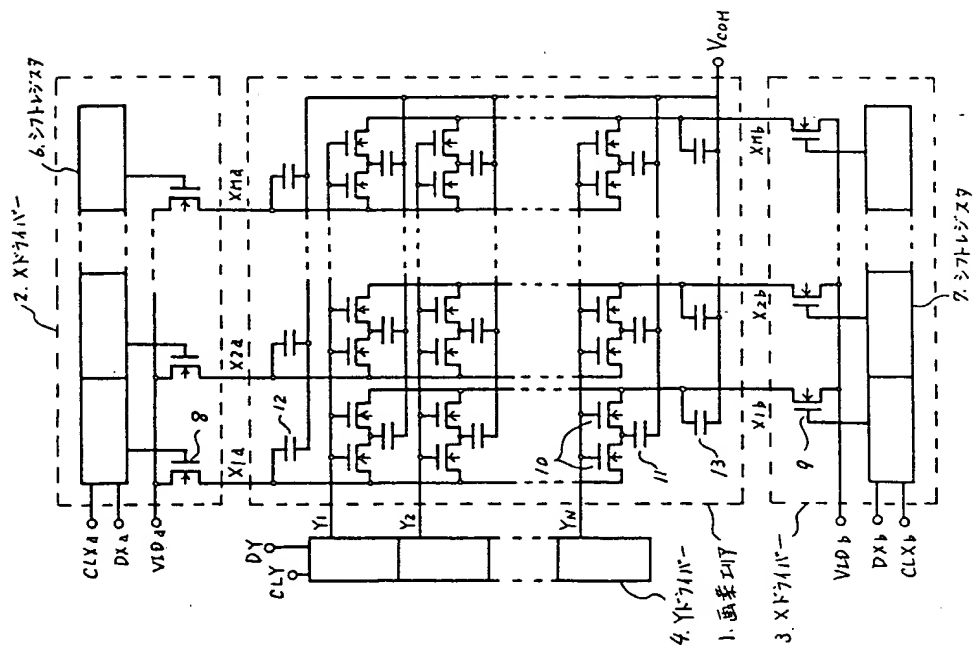 6. シフトレジスタ
2. Xドライバー
CLXa
DXa
VIDa
8
X1a
X2a
XMa
12
DY
CLY
Y1
Y2
YN
10
11
13
VCOM
4. Yドライバー
1. 画素エリア
3. Xドライバー
X1b
X2b
XMb
9
VIDb
DXb
CLXb
7. シフトレジスタ